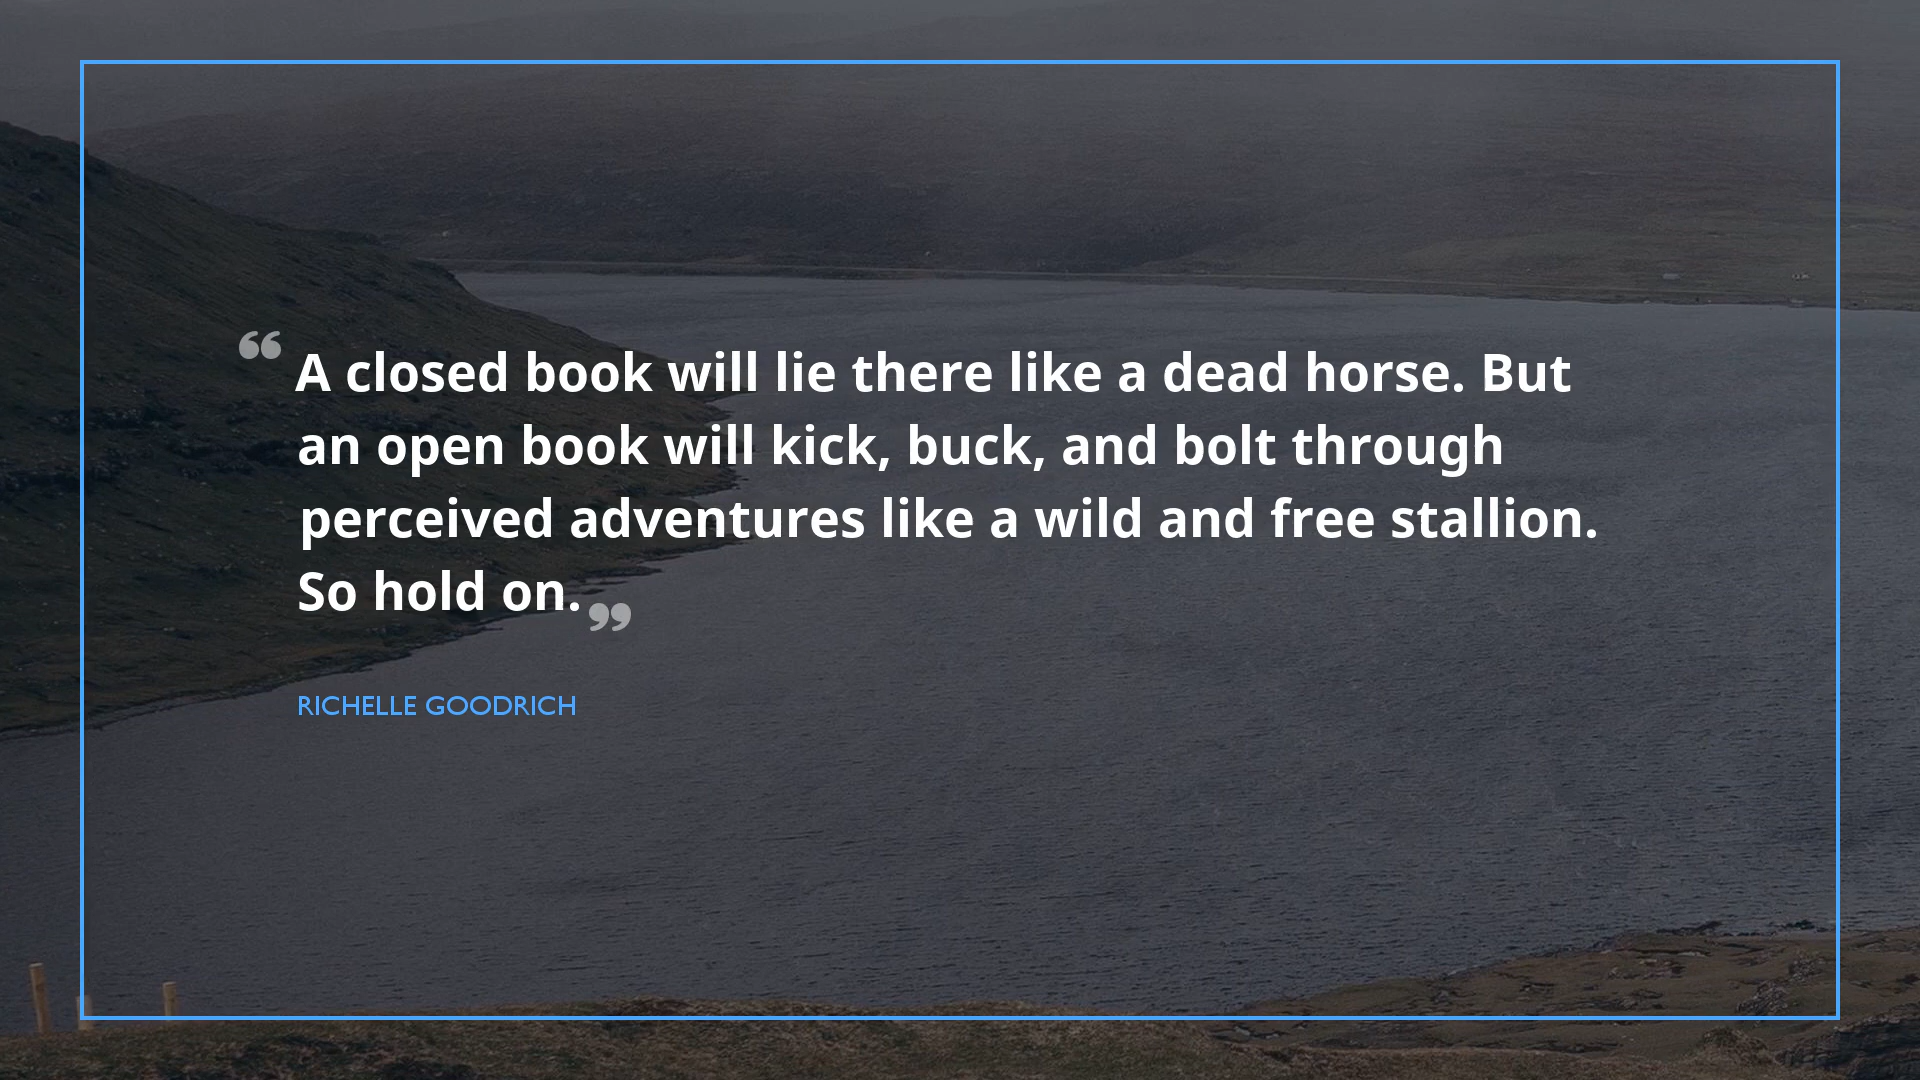 “A closed book will lie there like a dead horse. But
an open book will kick, buck, and bolt through
perceived adventures like a wild and free stallion.
So hold on.”
RICHELLE GOODRICH